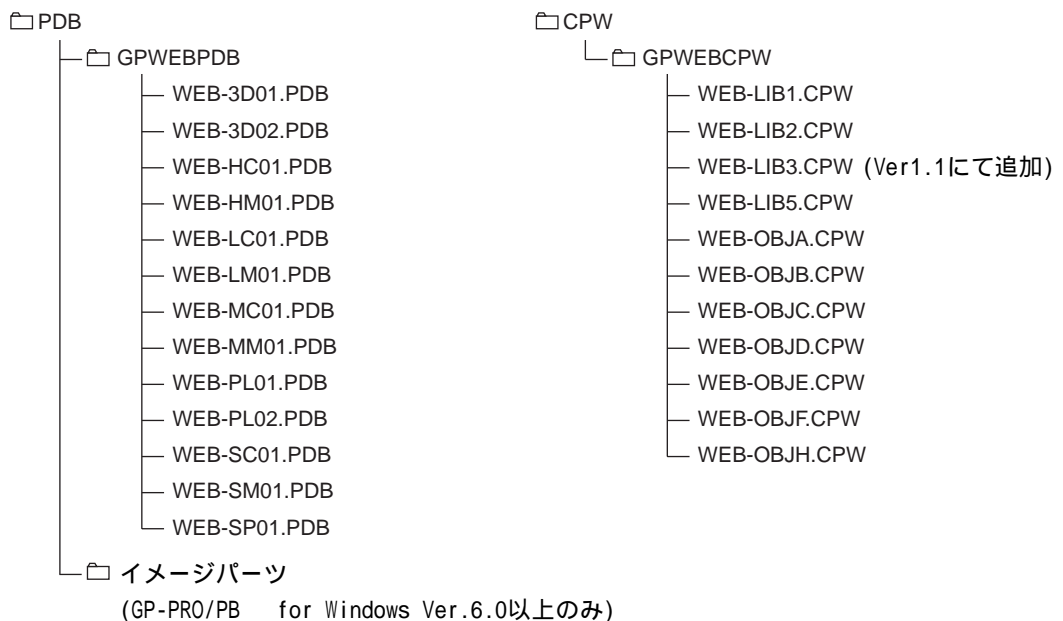 PDB
GPWEBPDB
WEB-3D01.PDB
WEB-3D02.PDB
WEB-HC01.PDB
WEB-HM01.PDB
WEB-LC01.PDB
WEB-LM01.PDB
WEB-MC01.PDB
WEB-MM01.PDB
WEB-PL01.PDB
WEB-PL02.PDB
WEB-SC01.PDB
WEB-SM01.PDB
WEB-SP01.PDB
イメージパーツ
(GP-PRO/PB for Windows Ver.6.0以上のみ)
CPW
GPWEBCPW
WEB-LIB1.CPW
WEB-LIB2.CPW
WEB-LIB3.CPW (Ver1.1にて追加)
WEB-LIB5.CPW
WEB-OBJA.CPW
WEB-OBJB.CPW
WEB-OBJC.CPW
WEB-OBJD.CPW
WEB-OBJE.CPW
WEB-OBJF.CPW
WEB-OBJH.CPW